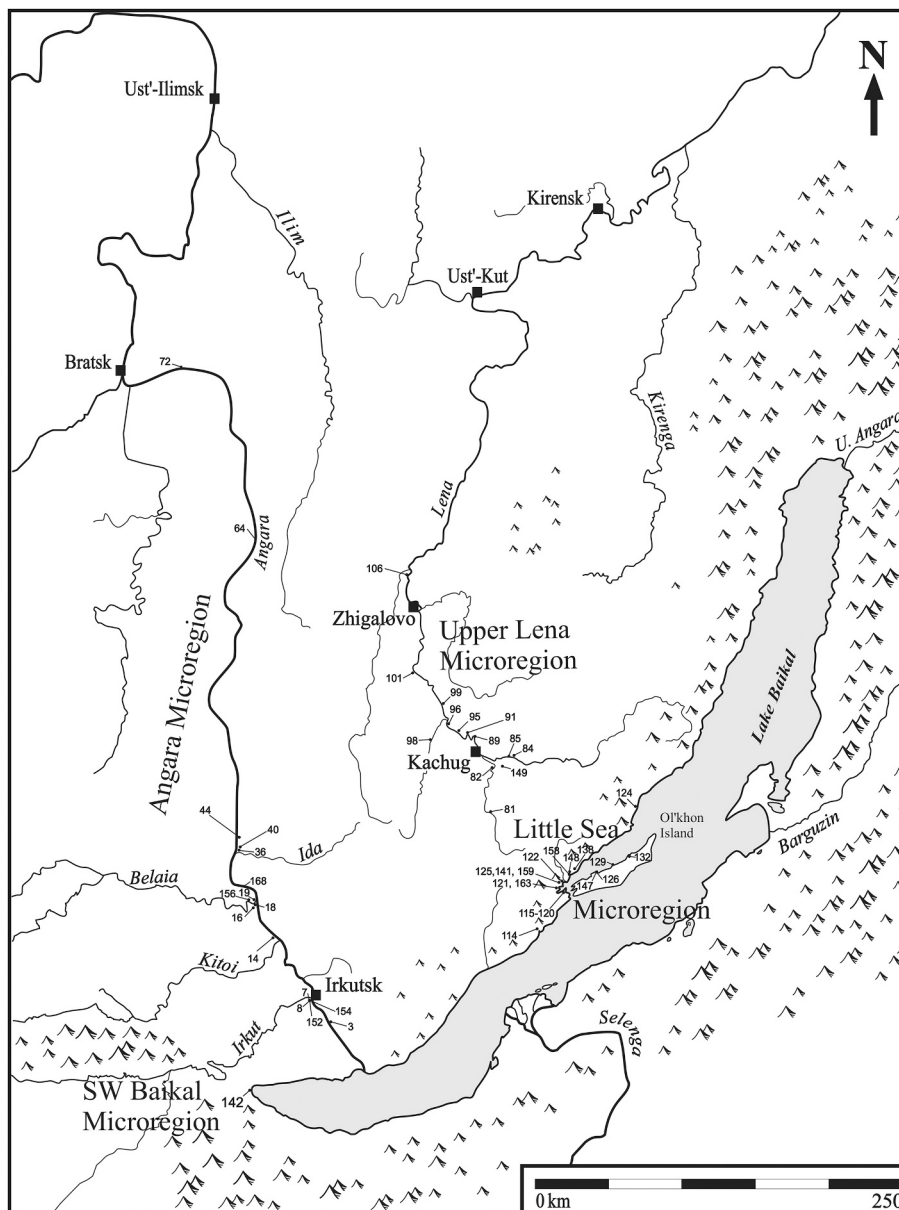 N
Ust'-Ilimsk
Ilim
Kirensk
Ust'-Kut
Bratsk
72
Kirenga
U. Angara
Lena
64
Angara
106
Zhigalovo
Upper Lena
Microregion
Angara Microregion
101
99
96
95
91
98
89
85
84
Kachug
82
149
Lake Baikal
81
124
44
40
36
Ida
Little Sea
Ol'khon
Island
Barguzin
158
138
122
148
129
132
125, 141, 159
126
121, 163
147
115-120
Microregion
114
Belaia
168
156
19
18
16
14
Kitoi
Irkutsk
7
8
154
152
3
Irkut
Selenga
SW Baikal
Microregion
142
0 km
250